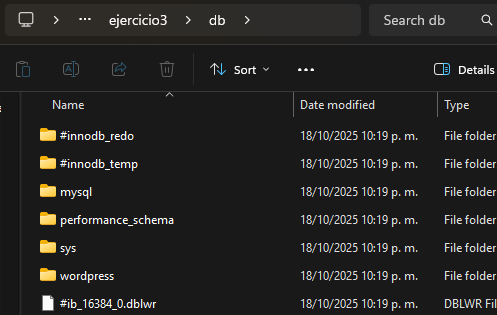 ejercicio3 > db >
Search db
Sort
Details
Name Date modified Type
#innodb_redo 18/10/2025 10:19 p. m. File folder
#innodb_temp 18/10/2025 10:19 p. m. File folder
mysql 18/10/2025 10:19 p. m. File folder
performance_schema 18/10/2025 10:19 p. m. File folder
sys 18/10/2025 10:19 p. m. File folder
wordpress 18/10/2025 10:19 p. m. File folder
#ib_16384_0.dblwr 18/10/2025 10:19 p. m. DBLWR Fil